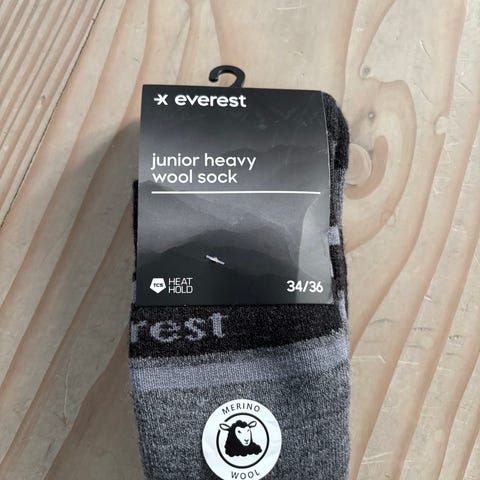 everest
junior heavy
wool sock
TCS
HEAT
HOLD
34/36
rest
MERINO
WOOL